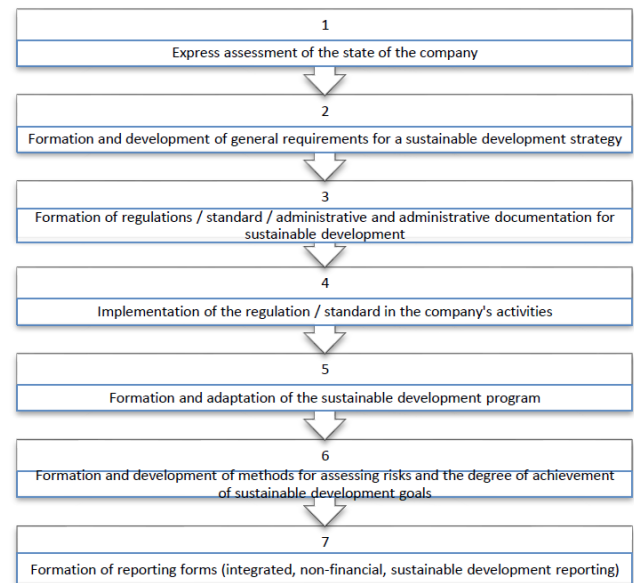 1
Express assessment of the state of the company
2
Formation and development of general requirements for a sustainable development strategy
3
Formation of regulations / standard / administrative and administrative documentation for
sustainable development
4
Implementation of the regulation / standard in the company's activities
5
Formation and adaptation of the sustainable development program
6
Formation and development of methods for assessing risks and the degree of achievement
of sustainable development goals
7
Formation of reporting forms (integrated, non-financial, sustainable development reporting)